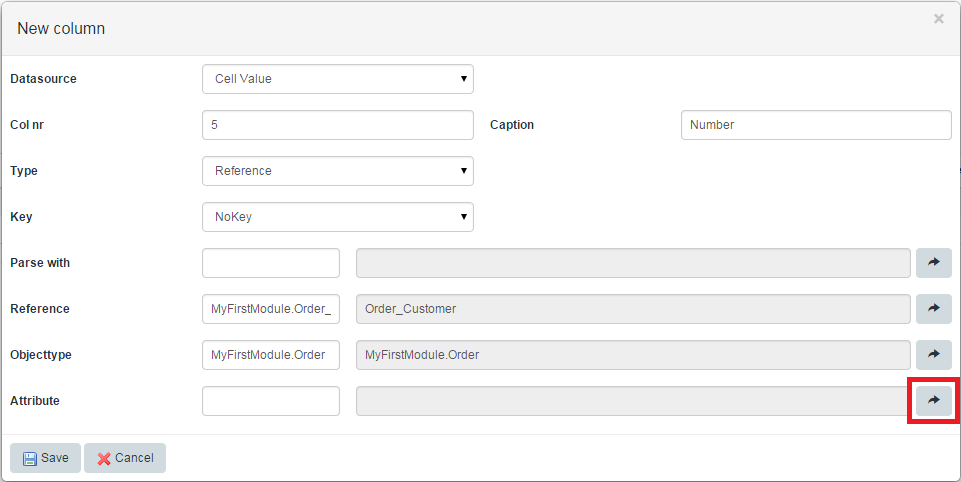 New column
Datasource Cell Value
Col nr 5 Caption Number
Type Reference
Key NoKey
Parse with
Reference MyFirstModule.Order_ Order_Customer
Objecttype MyFirstModule.Order MyFirstModule.Order
Attribute
Save Cancel